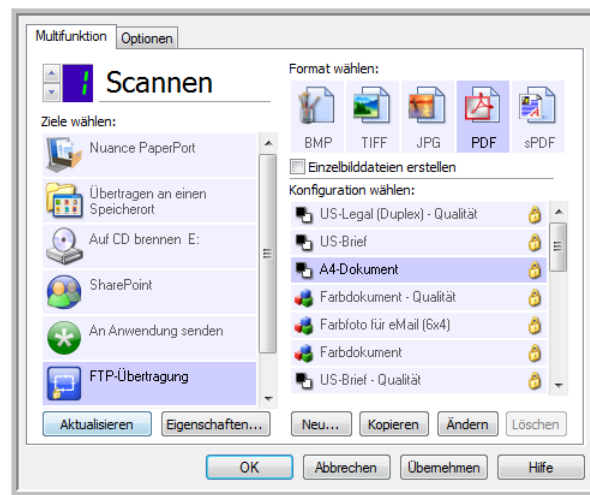 Multifunktion
Optionen
1
Scannen
Ziele wählen:
Nuance PaperPort
Übertragen an einen
Speicherort
Auf CD brennen E:
SharePoint
An Anwendung senden
FTP-Übertragung
Aktualisieren
Eigenschaften...
Format wählen:
BMP
TIFF
JPG
PDF
sPDF
Einzelbilddateien erstellen
Konfiguration wählen:
US-Legal (Duplex) - Qualität
US-Brief
A4-Dokument
Farbdokument - Qualität
Farbfoto für eMail (6x4)
Farbdokument
US-Brief - Qualität
Neu...
Kopieren
Ändern
Löschen
OK
Abbrechen
Übernehmen
Hilfe